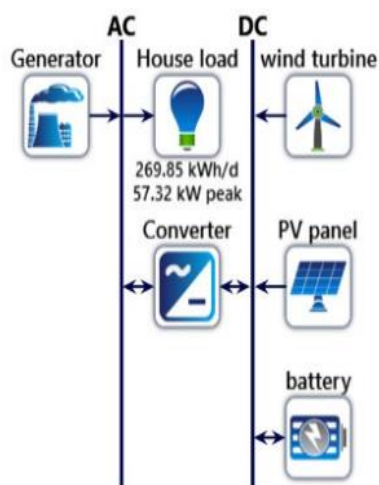 AC DC
Generator House load wind turbine
269.85 kWh/d
57.32 kW peak
Converter PV panel
battery